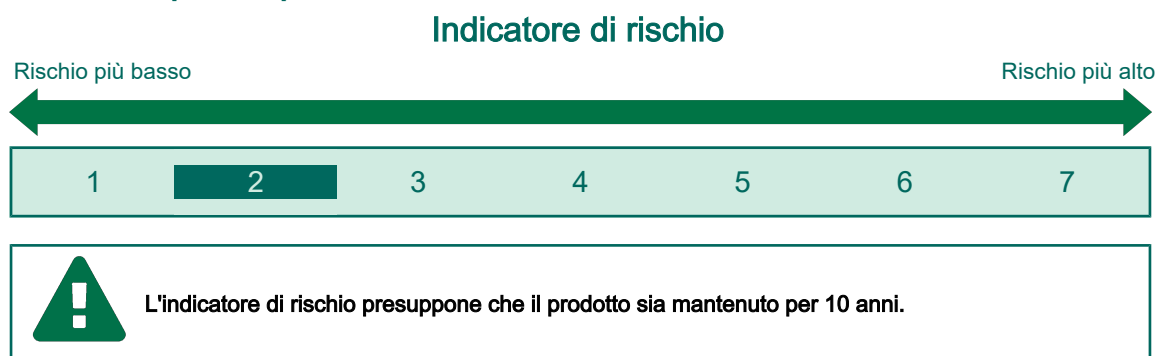 Indicatore di rischio
Rischio più basso Rischio più alto
1 2 3 4 5 6 7
L'indicatore di rischio presuppone che il prodotto sia mantenuto per 10 anni.